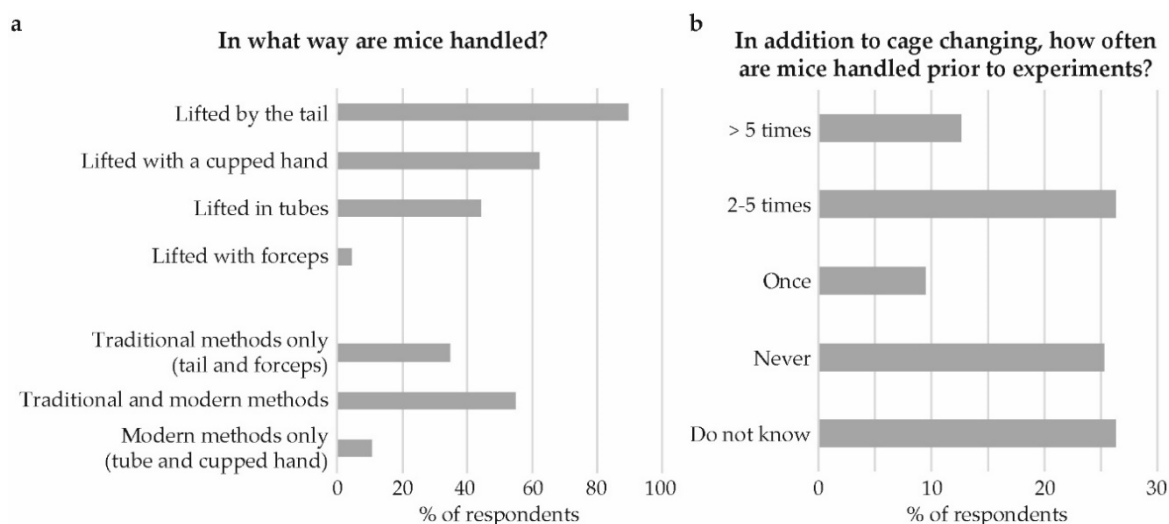 a
In what way are mice handled?
Lifted by the tail
Lifted with a cupped hand
Lifted in tubes
Lifted with forceps
Traditional methods only
(tail and forceps)
Traditional and modern methods
Modern methods only
(tube and cupped hand)
0 20 40 60 80 100
% of respondents
b
In addition to cage changing, how often
are mice handled prior to experiments?
> 5 times
2-5 times
Once
Never
Do not know
0 10 20 30
% of respondents